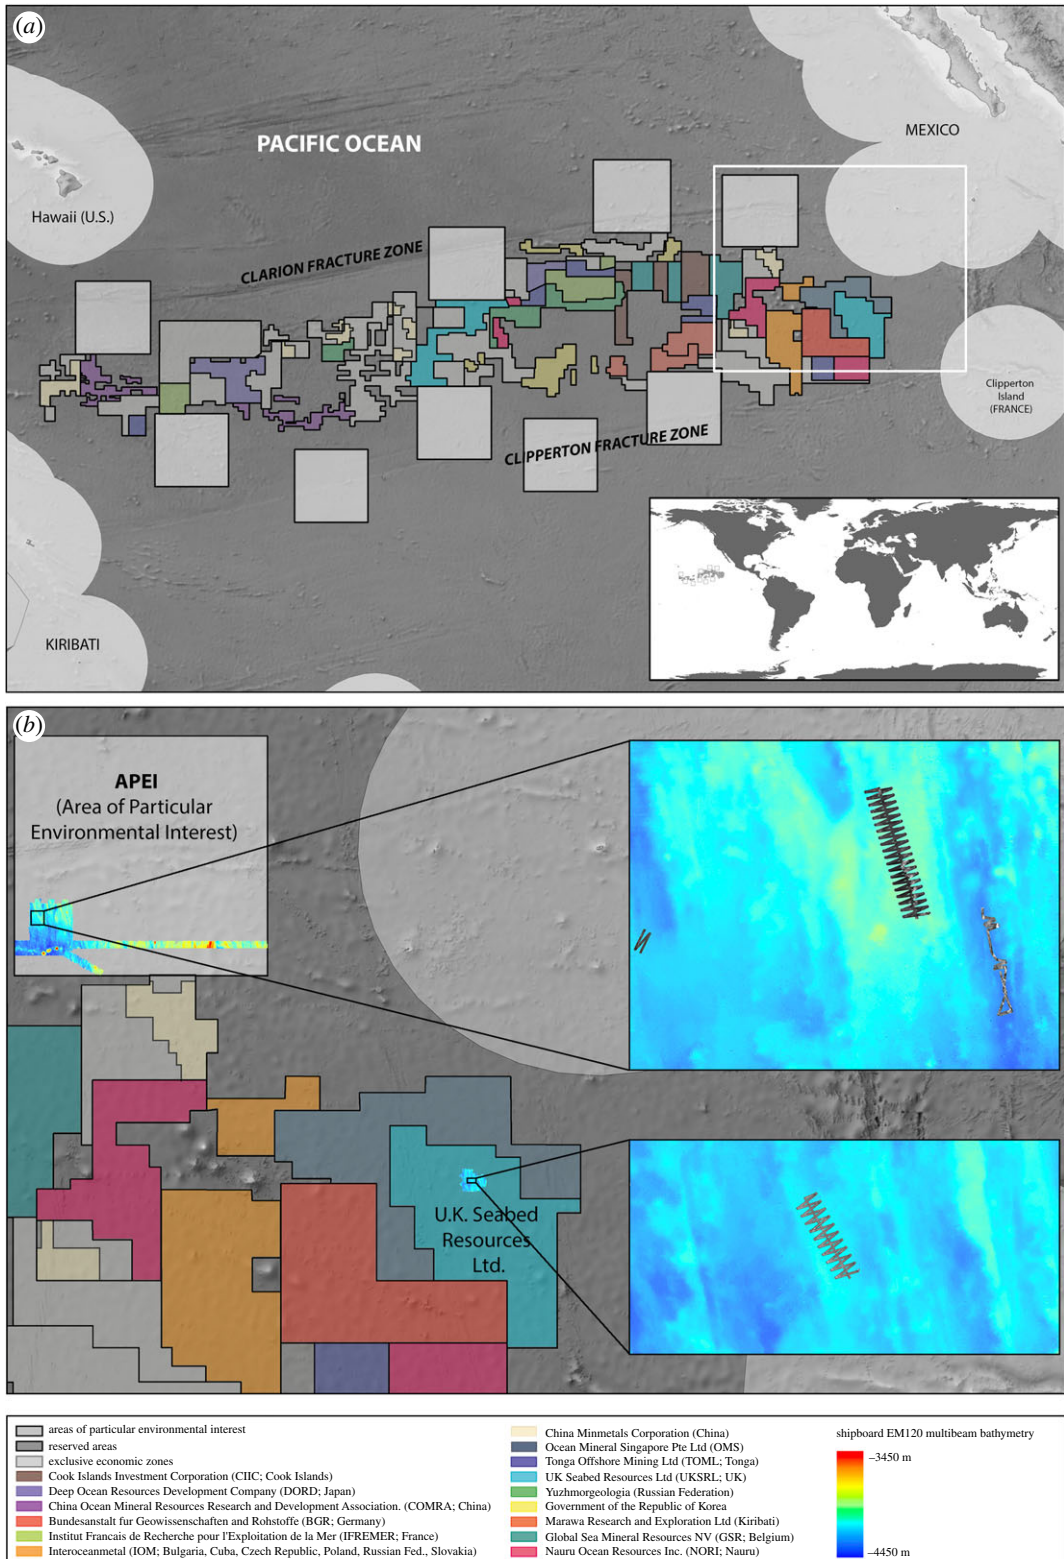 (a)
PACIFIC OCEAN
MEXICO
Hawaii (U.S.)
CLARION FRACTURE ZONE
Clipperton
Island
(FRANCE)
CLIPPERTON FRACTURE ZONE
KIRIBATI
(b)
APEI
(Area of Particular
Environmental Interest)
U.K. Seabed
Resources
Ltd.
areas of particular environmental interest
reserved areas
exclusive economic zones
Cook Islands Investment Corporation (CIIC; Cook Islands)
Deep Ocean Resources Development Company (DORD; Japan)
China Ocean Mineral Resources Research and Development Association. (COMRA; China)
Bundesanstalt fur Geowissenschaften and Rohstoffe (BGR; Germany)
Institut Francais de Recherche pour l'Exploitation de la Mer (IFREMER; France)
Interoceanmetal (IOM; Bulgaria, Cuba, Czech Republic, Poland, Russian Fed., Slovakia)
China Minmetals Corporation (China)
Ocean Mineral Singapore Pte Ltd (OMS)
Tonga Offshore Mining Ltd (TOML; Tonga)
UK Seabed Resources Ltd (UKSRL; UK)
Yuzhmorgeologia (Russian Federation)
Government of the Republic of Korea
Marawa Research and Exploration Ltd (Kiribati)
Global Sea Mineral Resources NV (GSR; Belgium)
Nauru Ocean Resources Inc. (NORI; Nauru)
shipboard EM120 multibeam bathymetry
–3450 m
–4450 m